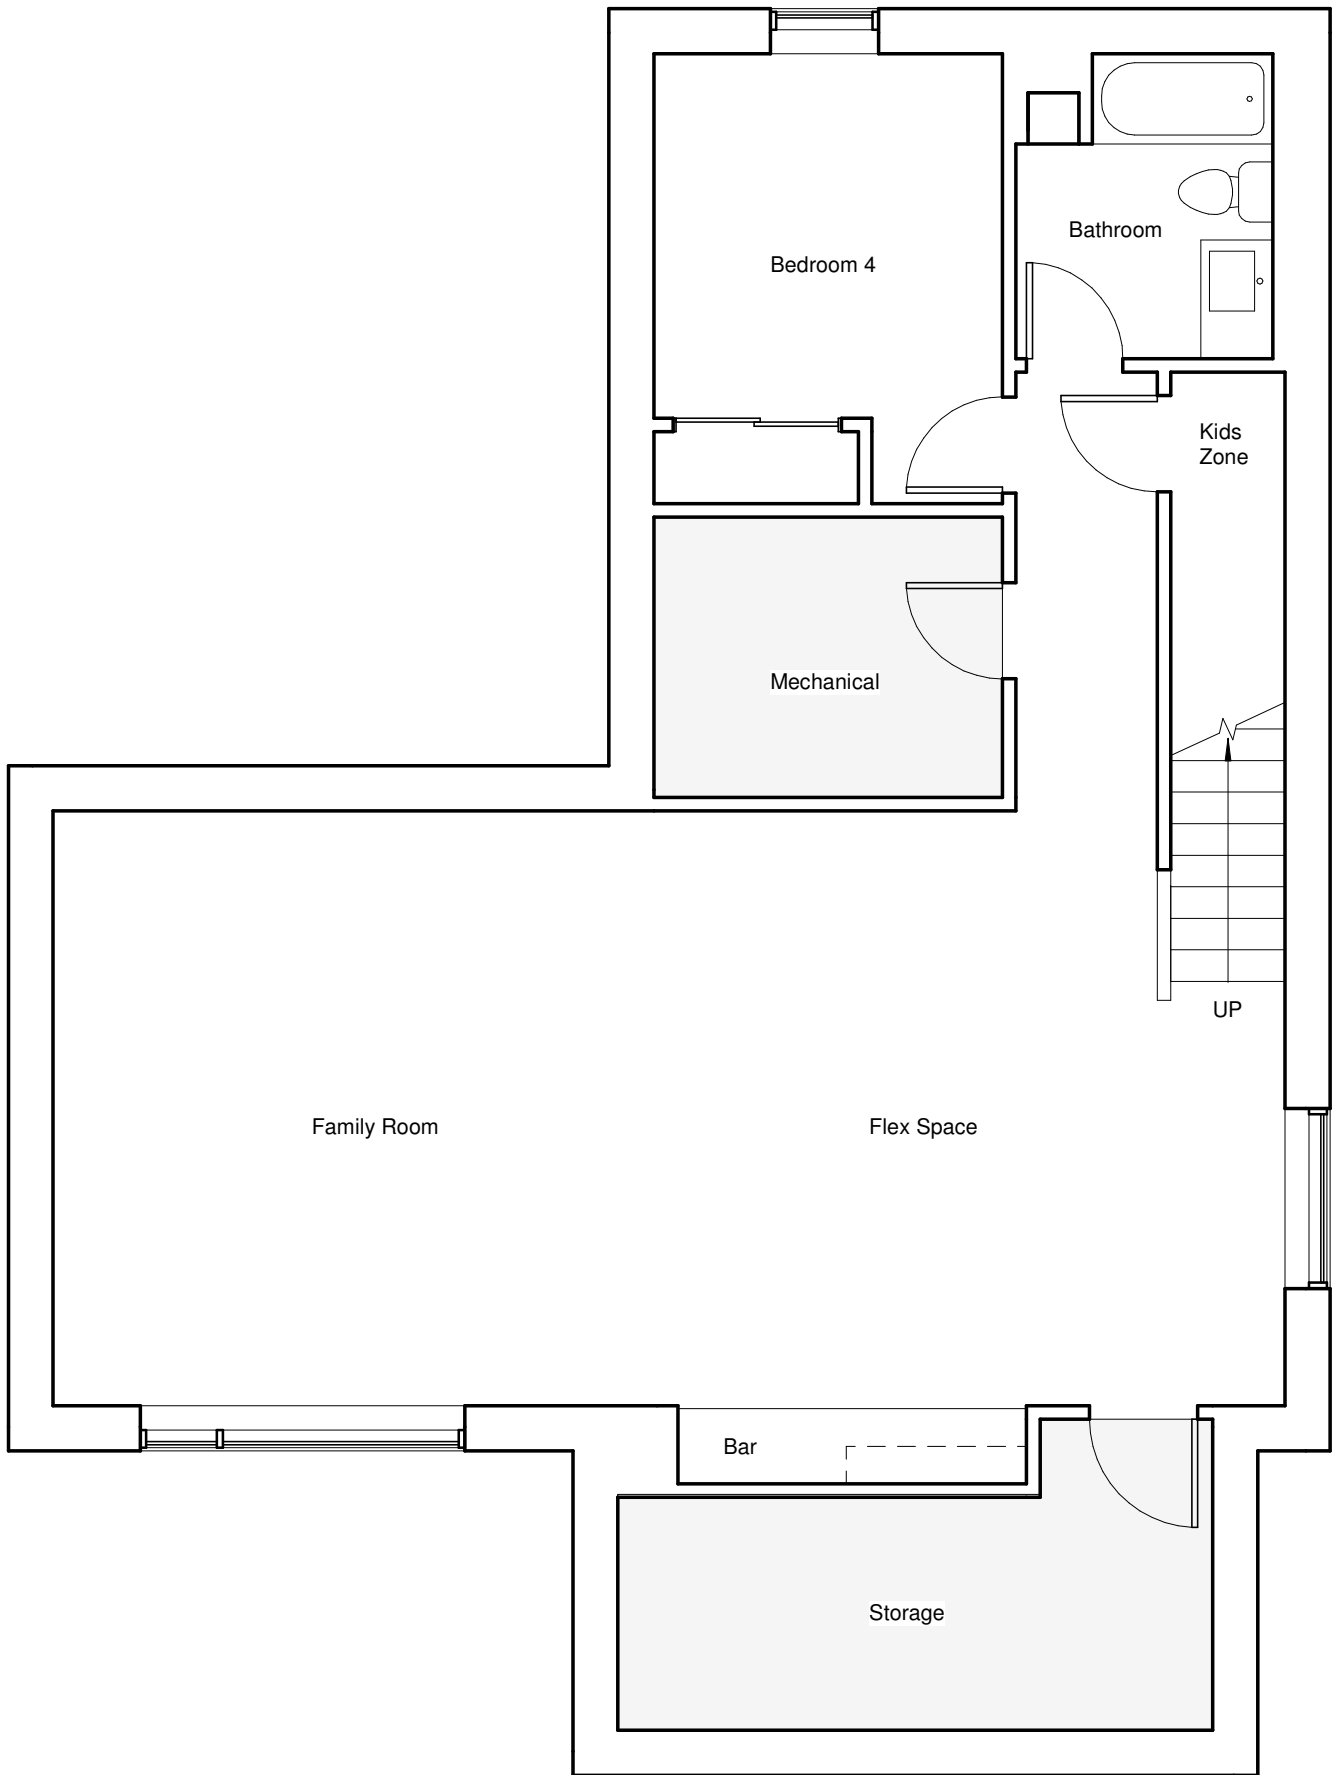 Bathroom
Bedroom 4
Kids
Zone
Mechanical
UP
Family Room
Flex Space
Bar
Storage